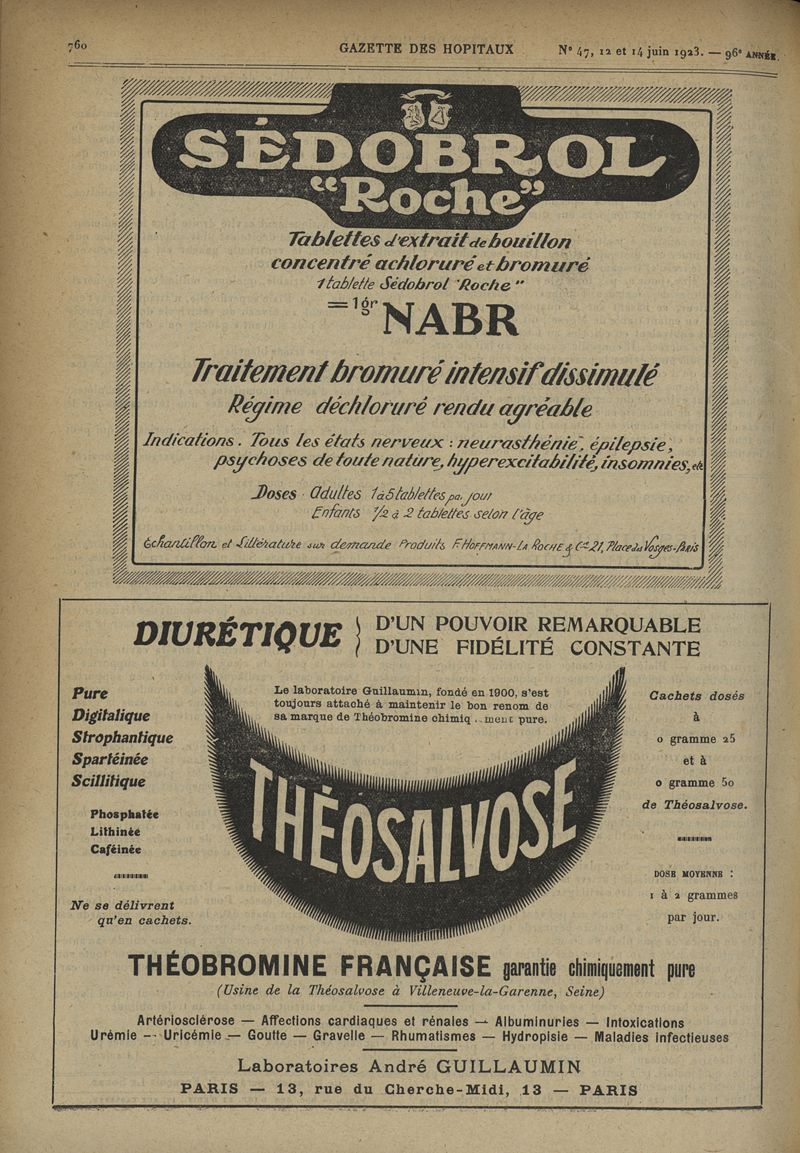 760
GAZETTE DES HOPITAUX
N° 47, 12 et 14 juin 1923. — 96e ANNÉE
SÉDOBROL
“Roche”
Tablettes d'extrait de bouillon
concentré achloruré et bromuré
1 tablette Sédobrol "Roche"
= 1gr NABR
Traitement bromuré intensif dissimulé
Régime déchloruré rendu agréable
Indications. Tous les états nerveux : neurasthénie, épilepsie,
psychoses de toute nature, hyperexcitabilité, insomnies, etc
Doses Adultes 1 à 5 tablettes par jour
Enfants 1/2 à 2 tablettes selon l'âge
Echantillon et Littérature sur demande Produits F. HOFFMANN-LA ROCHE & Cie 21, Place des Vosges-Paris
DIURÉTIQUE
D'UN POUVOIR REMARQUABLE
D'UNE FIDÉLITÉ CONSTANTE
Pure
Digitalique
Strophantique
Spartéinée
Scillitique
Phosphatée
Lithinée
Caféinée
Ne se délivrent
qu'en cachets.
Le laboratoire Guillaumin, fondé en 1900, s'est
toujours attaché à maintenir le bon renom de
sa marque de Théobromine chimiq..ment pure.
THÉOSALVOSE
Cachets dosés
à
0 gramme 25
et à
0 gramme 50
de Théosalvose.
DOSE MOYENNE :
1 à 2 grammes
par jour.
THÉOBROMINE FRANÇAISE garantie chimiquement pure
(Usine de la Théosalvose à Villeneuve-la-Garenne, Seine)
Artériosclérose — Affections cardiaques et rénales — Albuminuries — Intoxications
Urémie — Uricémie — Goutte — Gravelle — Rhumatismes — Hydropisie — Maladies infectieuses
Laboratoires André GUILLAUMIN
PARIS — 13, rue du Cherche-Midi, 13 — PARIS